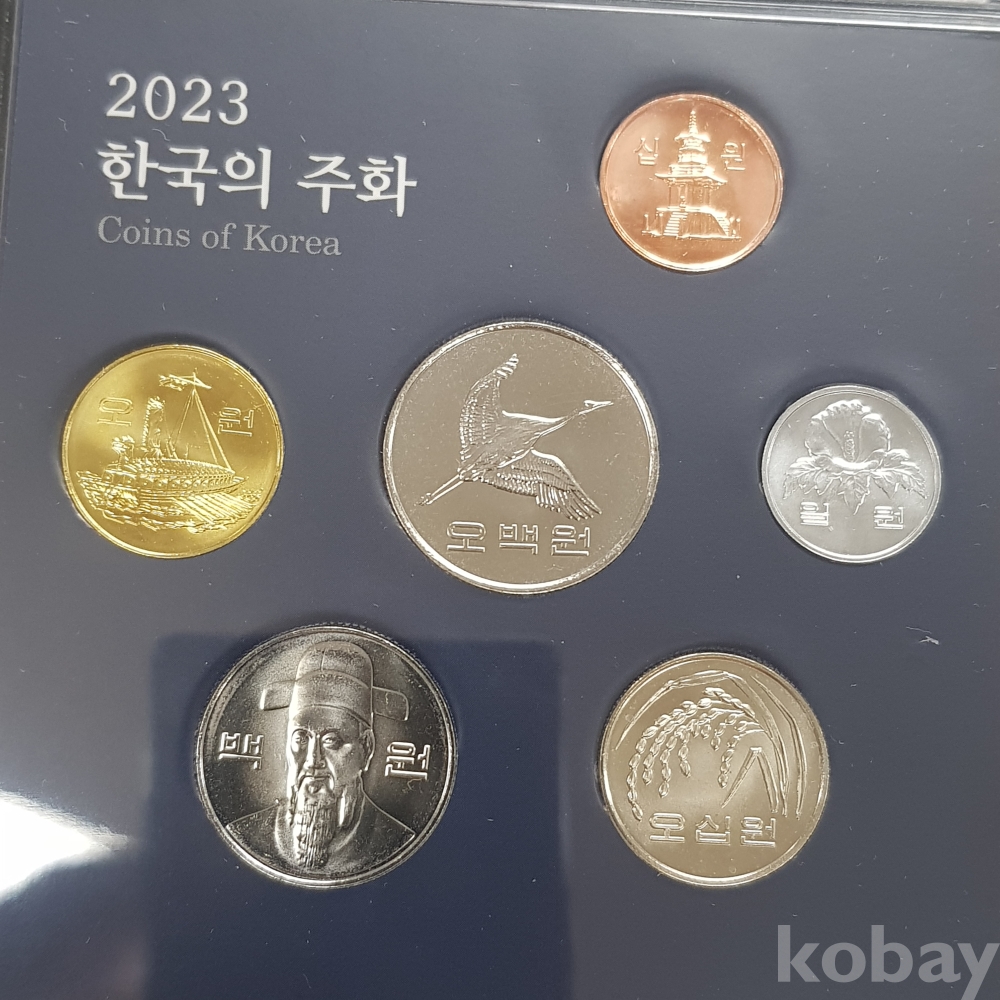 2023
한국의 주화
Coins of Korea
십 원
오 원
오백원
일 원
백 원
오십원
kobay